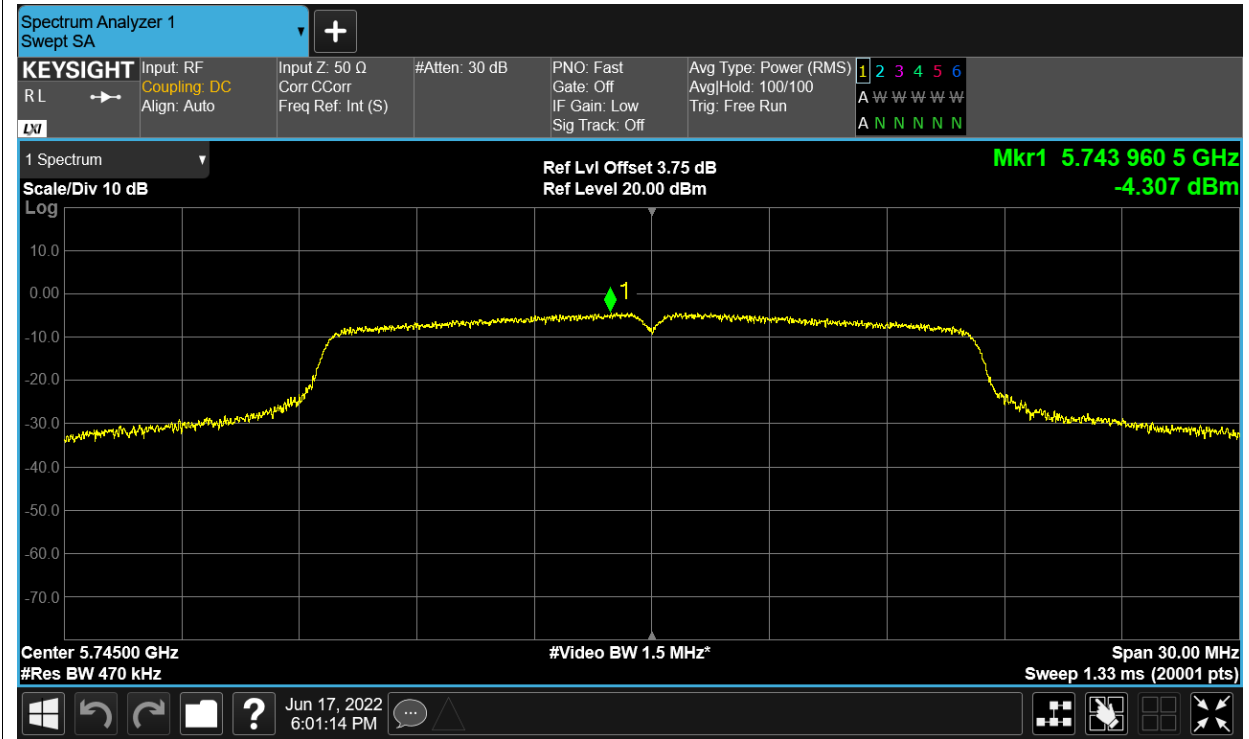 Spectrum Analyzer 1
Swept SA
+
KEYSIGHT
R L
LXI
Input: RF
Coupling: DC
Align: Auto
Input Z: 50 Ω
Corr CCorr
Freq Ref: Int (S)
#Atten: 30 dB
PNO: Fast
Gate: Off
IF Gain: Low
Sig Track: Off
Avg Type: Power (RMS)
Avg|Hold: 100/100
Trig: Free Run
1 2 3 4 5 6
A W W W W W
A N N N N N
1 Spectrum
Scale/Div 10 dB
Log
Ref Lvl Offset 3.75 dB
Ref Level 20.00 dBm
Mkr1 5.743 960 5 GHz
-4.307 dBm
10.0
0.00
-10.0
-20.0
-30.0
-40.0
-50.0
-60.0
-70.0
1
Center 5.74500 GHz
#Res BW 470 kHz
#Video BW 1.5 MHz*
Span 30.00 MHz
Sweep 1.33 ms (20001 pts)
?
Jun 17, 2022
6:01:14 PM